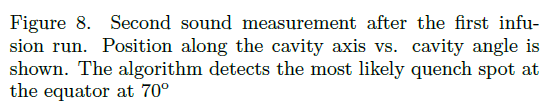 Figure 8. Second sound measurement after the first infu-
sion run. Position along the cavity axis vs. cavity angle is
shown. The algorithm detects the most likely quench spot at
the equator at 70º